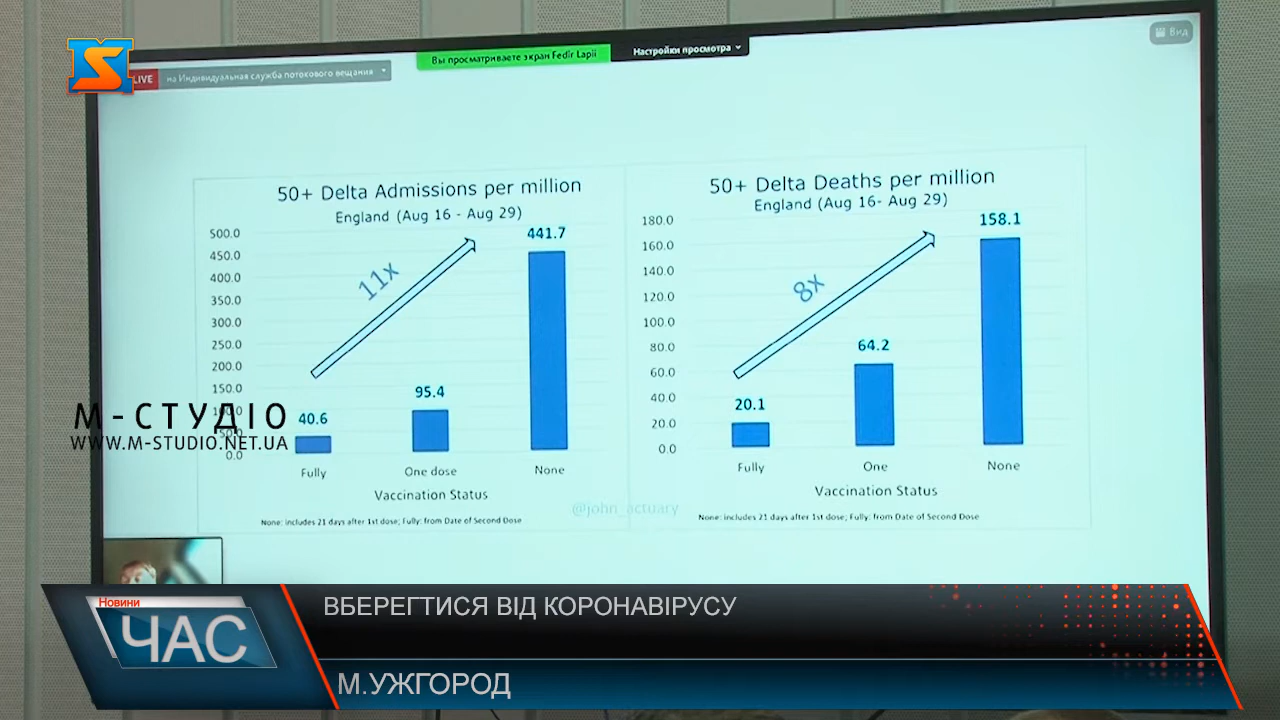 LIVE
на Индивидуальная служба потокового вещания
Вы просматриваете экран Fedir Lapii
Настройки просмотра
Вид
50+ Delta Admissions per million
England (Aug 16 - Aug 29)
500.0
450.0
400.0
350.0
300.0
250.0
200.0
150.0
100.0
50.0
0.0
11x
40.6
95.4
441.7
Fully
One dose
None
Vaccination Status
None: includes 21 days after 1st dose; Fully: from Date of Second Dose
50+ Delta Deaths per million
England (Aug 16- Aug 29)
180.0
160.0
140.0
120.0
100.0
80.0
60.0
40.0
20.0
0.0
8x
20.1
64.2
158.1
Fully
One
None
Vaccination Status
None: includes 21 days after 1st dose; Fully: from Date of Second Dose
@john_actuary
М-СТУДІО
WWW.M-STUDIO.NET.UA
Новини
ЧАС
ВБЕРЕГТИСЯ ВІД КОРОНАВІРУСУ
М.УЖГОРОД